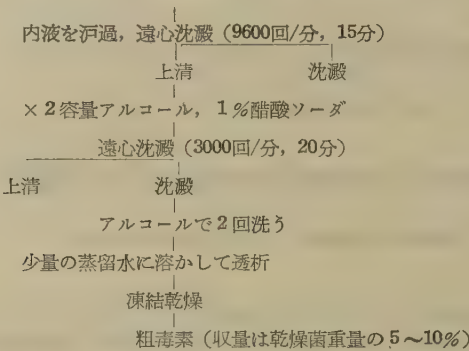 内液を沪過，遠心沈澱（9600回/分，15分）
上清 沈澱
×2容量アルコール，1％醋酸ソーダ
遠心沈澱（3000回/分，20分）
上清 沈澱
アルコールで2回洗う
少量の蒸留水に溶かして透析
凍結乾燥
粗毒素（収量は乾燥菌重量の5～10％）